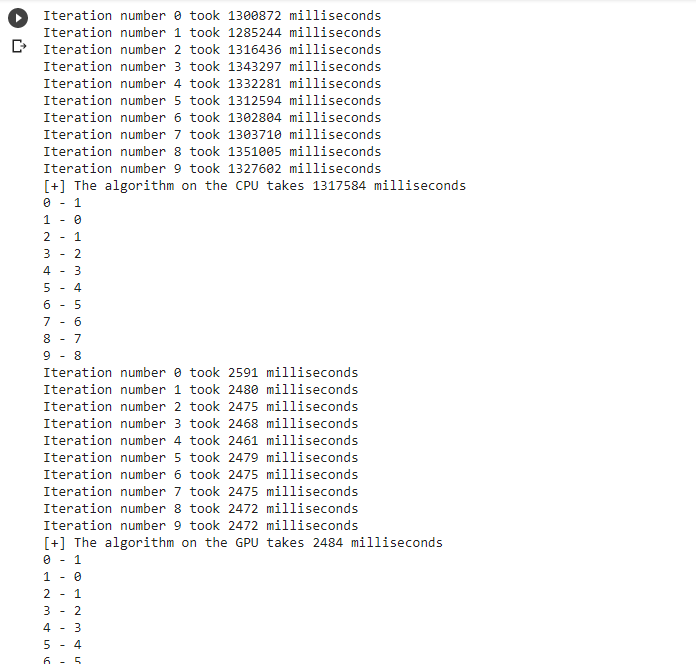 Iteration number 0 took 1300872 milliseconds
Iteration number 1 took 1285244 milliseconds
Iteration number 2 took 1316436 milliseconds
Iteration number 3 took 1343297 milliseconds
Iteration number 4 took 1332281 milliseconds
Iteration number 5 took 1312594 milliseconds
Iteration number 6 took 1302804 milliseconds
Iteration number 7 took 1303710 milliseconds
Iteration number 8 took 1351005 milliseconds
Iteration number 9 took 1327602 milliseconds
[+] The algorithm on the CPU takes 1317584 milliseconds
0 - 1
1 - 0
2 - 1
3 - 2
4 - 3
5 - 4
6 - 5
7 - 6
8 - 7
9 - 8
Iteration number 0 took 2591 milliseconds
Iteration number 1 took 2480 milliseconds
Iteration number 2 took 2475 milliseconds
Iteration number 3 took 2468 milliseconds
Iteration number 4 took 2461 milliseconds
Iteration number 5 took 2479 milliseconds
Iteration number 6 took 2475 milliseconds
Iteration number 7 took 2475 milliseconds
Iteration number 8 took 2472 milliseconds
Iteration number 9 took 2472 milliseconds
[+] The algorithm on the GPU takes 2484 milliseconds
0 - 1
1 - 0
2 - 1
3 - 2
4 - 3
5 - 4
6 - 5